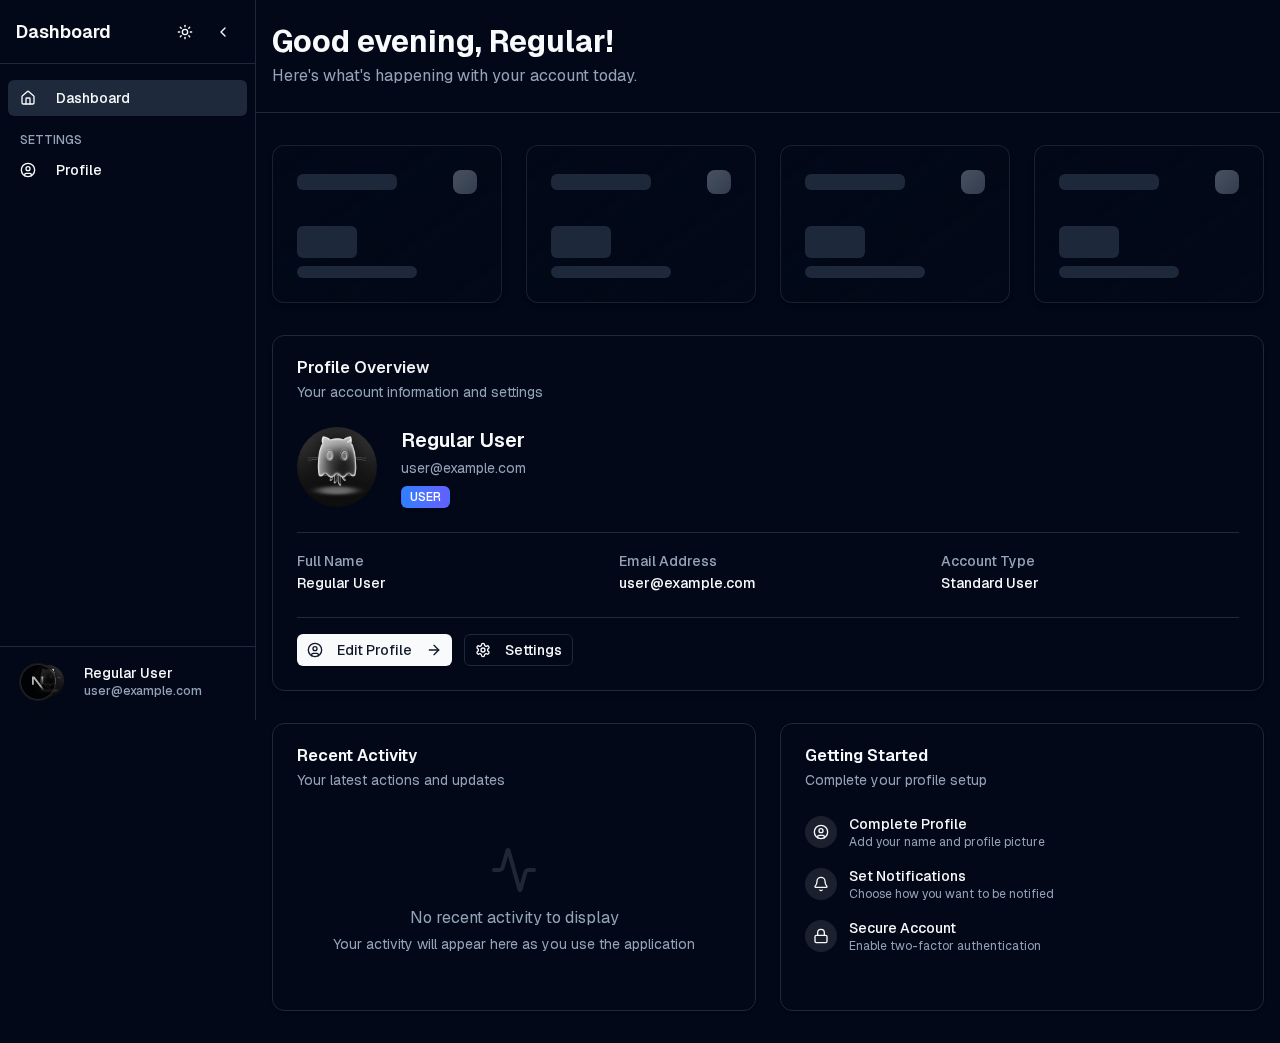 Dashboard
Dashboard
SETTINGS
Profile
Regular User
user@example.com
Good evening, Regular!
Here's what's happening with your account today.
Profile Overview
Your account information and settings
Regular User
user@example.com
USER
Full Name
Email Address
Account Type
Regular User
user@example.com
Standard User
Edit Profile
Settings
Recent Activity
Your latest actions and updates
No recent activity to display
Your activity will appear here as you use the application
Getting Started
Complete your profile setup
Complete Profile
Add your name and profile picture
Set Notifications
Choose how you want to be notified
Secure Account
Enable two-factor authentication